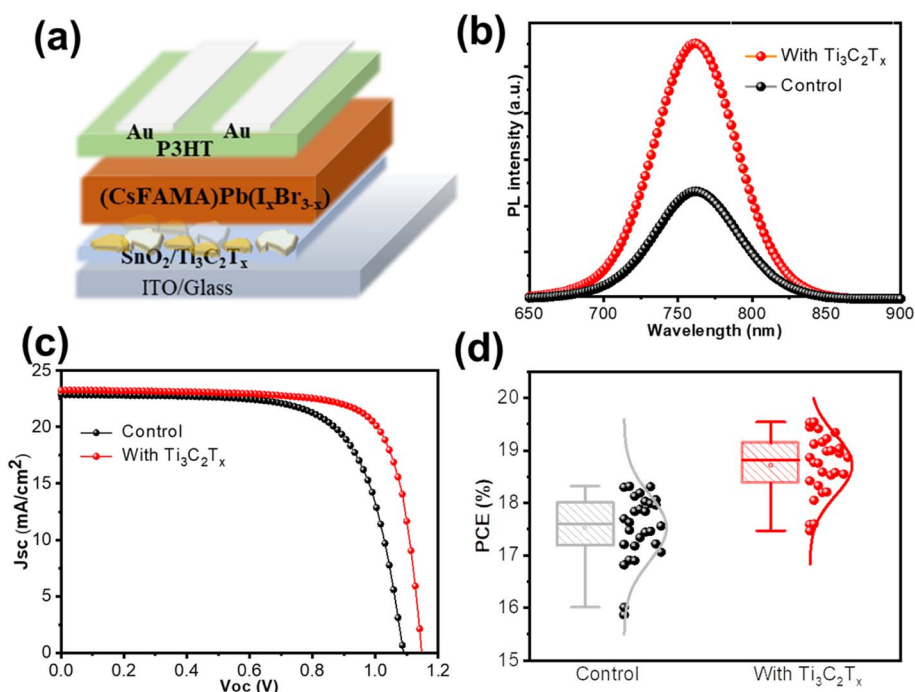 (a)
Au
Au
P3HT
(CsFAMA)Pb(IₓBr₃₋ₓ)
SnO₂/Ti₃C₂Tₓ
ITO/Glass
(b)
With Ti₃C₂Tₓ
Control
PL intensity (a.u.)
650 700 750 800 850 900
Wavelength (nm)
(c)
25
20
15
10
5
0
Jsc (mA/cm²)
Control
With Ti₃C₂Tₓ
0.0 0.2 0.4 0.6 0.8 1.0 1.2
Voc (V)
(d)
20
19
18
17
16
15
PCE (%)
Control
With Ti₃C₂Tₓ